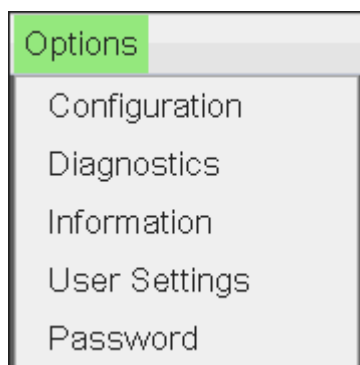 Options
Configuration
Diagnostics
Information
User Settings
Password